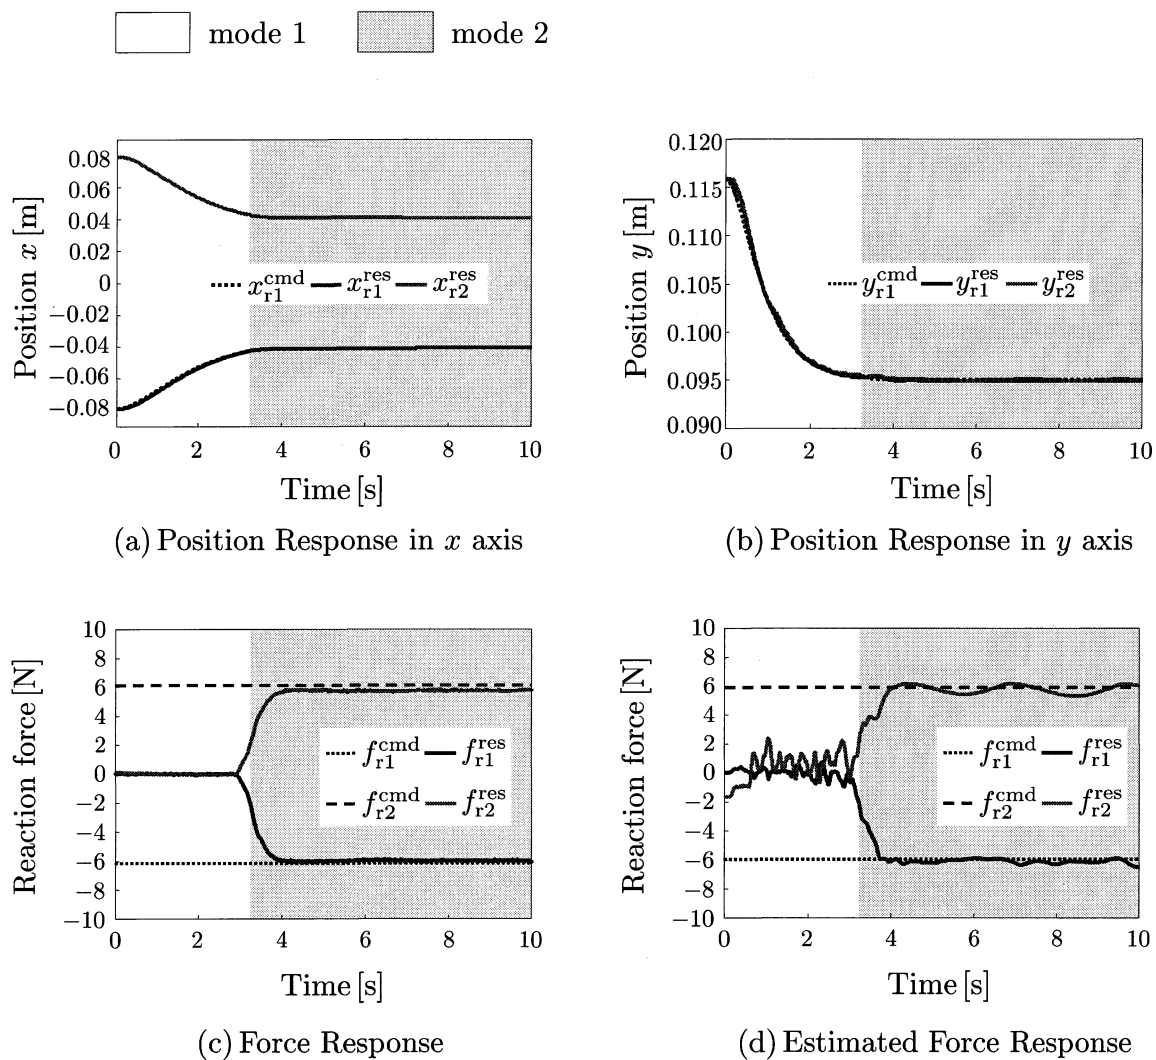 mode 1
mode 2
0.08
0.06
0.04
0.02
0
−0.02
−0.04
−0.06
−0.08
Position x [m]
x_r1^cmd x_r1^res x_r2^res
0 2 4 6 8 10
Time [s]
(a) Position Response in x axis
0.120
0.115
0.110
0.105
0.100
0.095
0.090
Position y [m]
y_r1^cmd y_r1^res y_r2^res
0 2 4 6 8 10
Time [s]
(b) Position Response in y axis
10
8
6
4
2
0
−2
−4
−6
−8
−10
Reaction force [N]
f_r1^cmd f_r1^res
f_r2^cmd f_r2^res
0 2 4 6 8 10
Time [s]
(c) Force Response
10
8
6
4
2
0
−2
−4
−6
−8
−10
Reaction force [N]
f_r1^cmd f_r1^res
f_r2^cmd f_r2^res
0 2 4 6 8 10
Time [s]
(d) Estimated Force Response